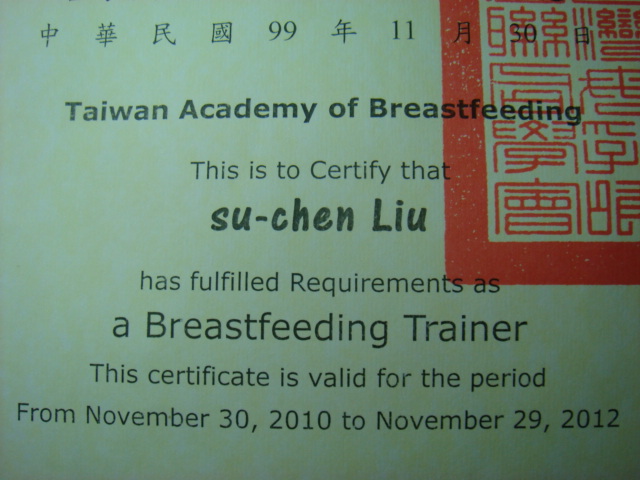 中華民國 99 年 11 月 30 日
Taiwan Academy of Breastfeeding
This is to Certify that
su-chen Liu
has fulfilled Requirements as
a Breastfeeding Trainer
This certificate is valid for the period
From November 30, 2010 to November 29, 2012